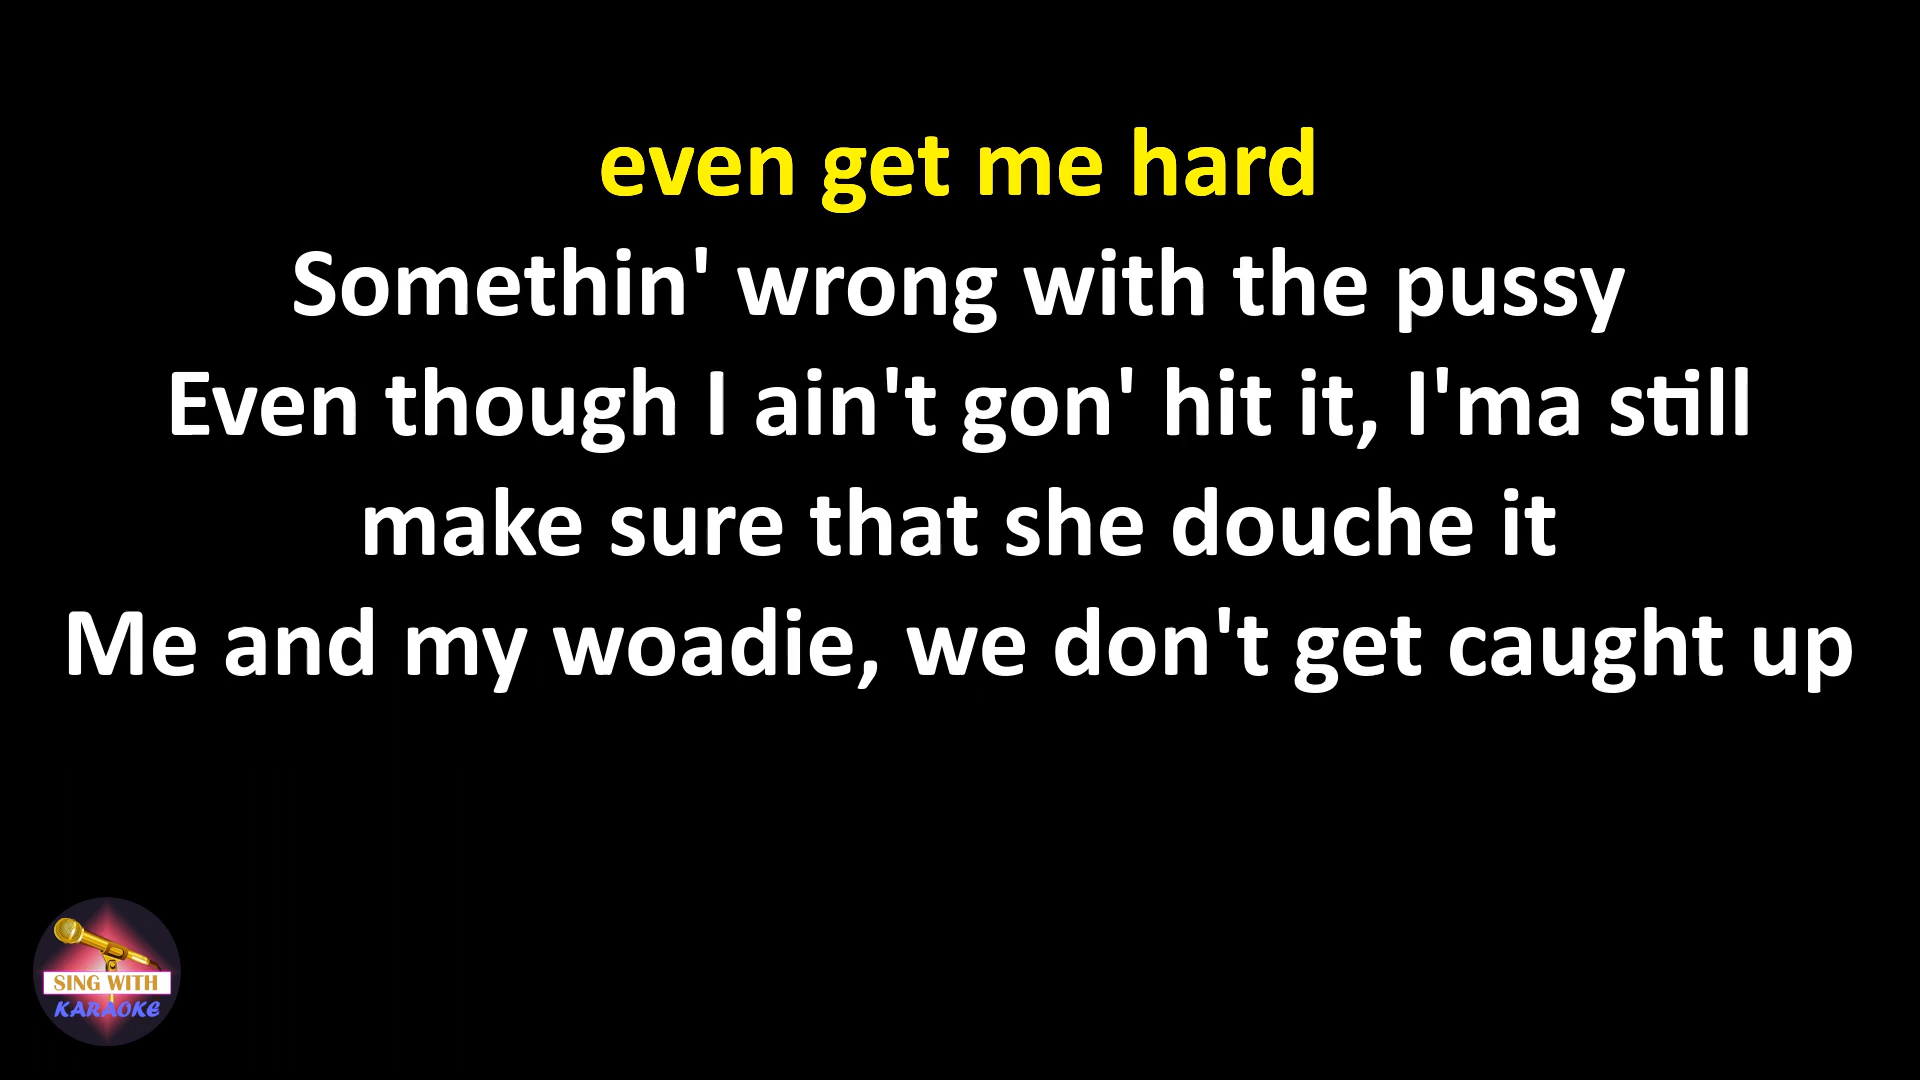 even get me hard
Somethin' wrong with the pussy
Even though I ain't gon' hit it, I'ma still
make sure that she douche it
Me and my woadie, we don't get caught up
SING WITH
KARAOKE